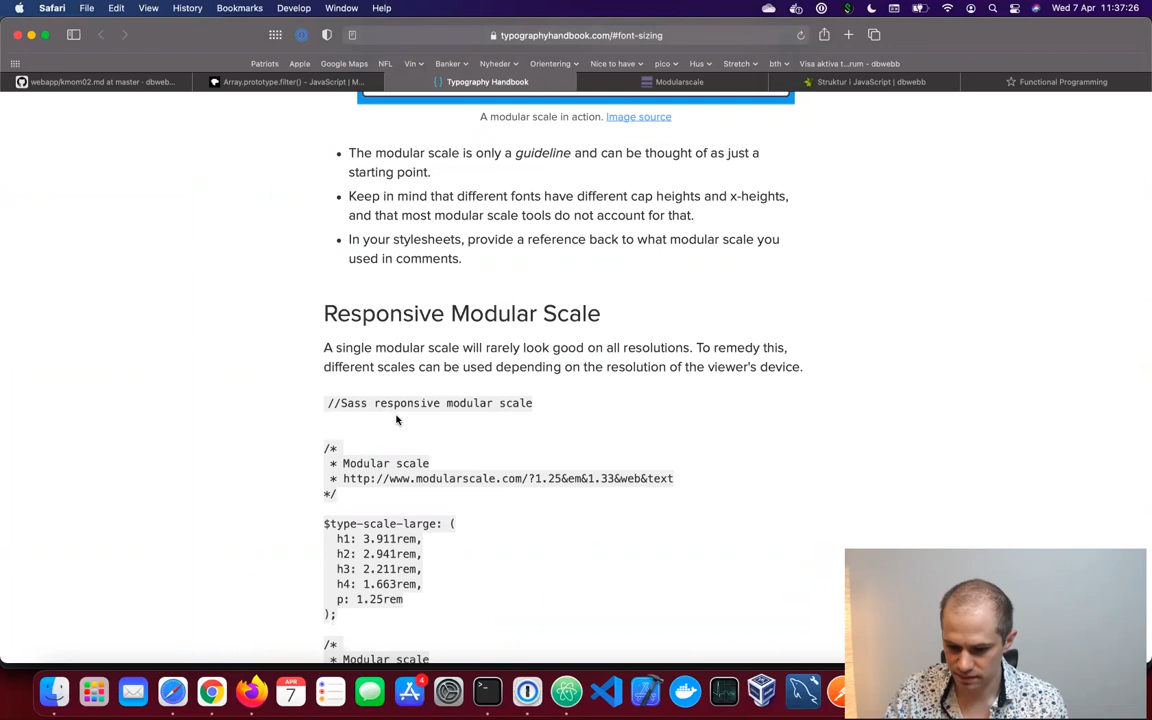 Safari File Edit View History Bookmarks Develop Window Help
Wed 7 Apr 11:37:26
typographyhandbook.com/#font-sizing
Patriots Apple Google Maps NFL Vin Banker Nyheder Orientering Nice to have pico Hus Stretch bth Visa aktiva t...rum - dbwebb
webapp/kmom02.md at master · dbweb...
Array.prototype.filter() - JavaScript | M...
Typography Handbook
Modularscale
Struktur i JavaScript | dbwebb
Functional Programming
A modular scale in action. Image source
• The modular scale is only a guideline and can be thought of as just a
starting point.
• Keep in mind that different fonts have different cap heights and x-heights,
and that most modular scale tools do not account for that.
• In your stylesheets, provide a reference back to what modular scale you
used in comments.
Responsive Modular Scale
A single modular scale will rarely look good on all resolutions. To remedy this,
different scales can be used depending on the resolution of the viewer's device.
//Sass responsive modular scale
/*
* Modular scale
* http://www.modularscale.com/?1.25&em&1.33&web&text
*/
$type-scale-large: (
h1: 3.911rem,
h2: 2.941rem,
h3: 2.211rem,
h4: 1.663rem,
p: 1.25rem
);
/*
* Modular scale
APR
7
4